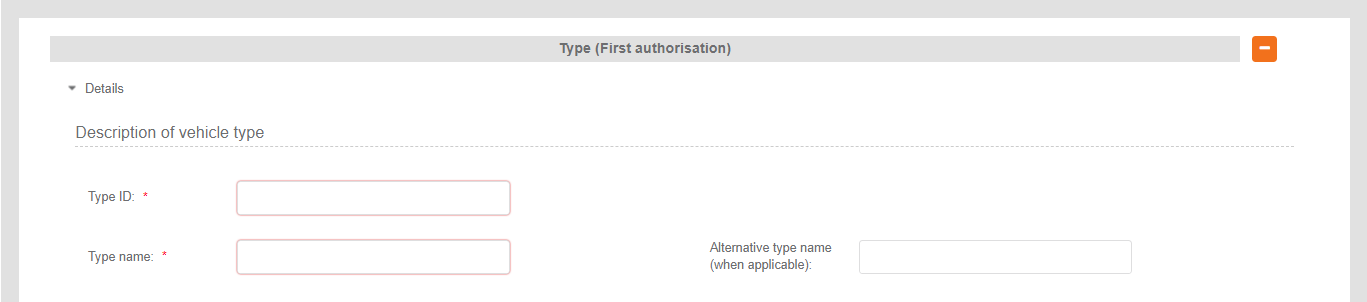 Type (First authorisation)
Details
Description of vehicle type
Type ID: *
Type name: *
Alternative type name
(when applicable):